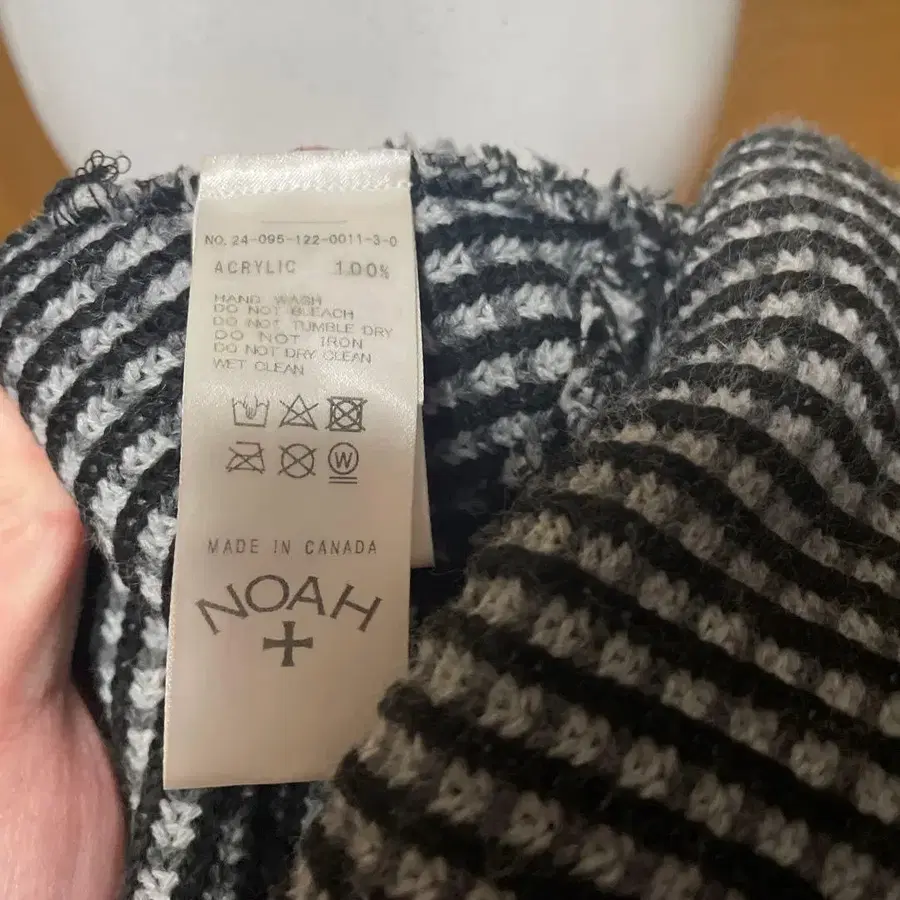 NO. 24-095-122-0011-3-0
ACRYLIC 100%
HAND WASH
DO NOT BLEACH
DO NOT TUMBLE DRY
DO NOT IRON
DO NOT DRY CLEAN
WET CLEAN
W
MADE IN CANADA
NOAH